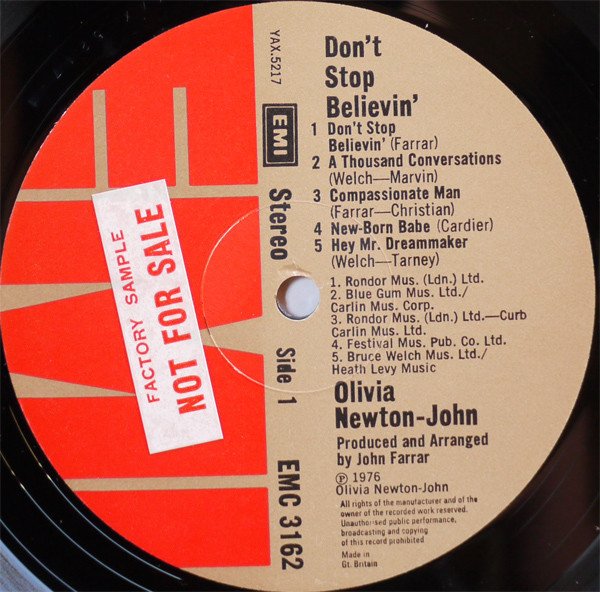 Don't
Stop
Believin'
1 Don't Stop
Believin' (Farrar)
2 A Thousand Conversations
(Welch—Marvin)
3 Compassionate Man
(Farrar—Christian)
4 New-Born Babe (Cardier)
5 Hey Mr. Dreammaker
(Welch—Tarney)
1. Rondor Mus. (Ldn.) Ltd.
2. Blue Gum Mus. Ltd./
Carlin Mus. Corp.
3. Rondor Mus. (Ldn.) Ltd.—Curb
Carlin Mus. Ltd.
4. Festival Mus. Pub. Co. Ltd.
5. Bruce Welch Mus. Ltd./
Heath Levy Music
Olivia
Newton-John
Produced and Arranged
by John Farrar
℗ 1976
Olivia Newton-John
All rights of the manufacturer and of the
owner of the recorded work reserved.
Unauthorised public performance,
broadcasting and copying
of this record prohibited
Made in
Gt. Britain
YAX.5217
EMI
Stereo
Side 1
EMC 3162
FACTORY SAMPLE
NOT FOR SALE
EMI